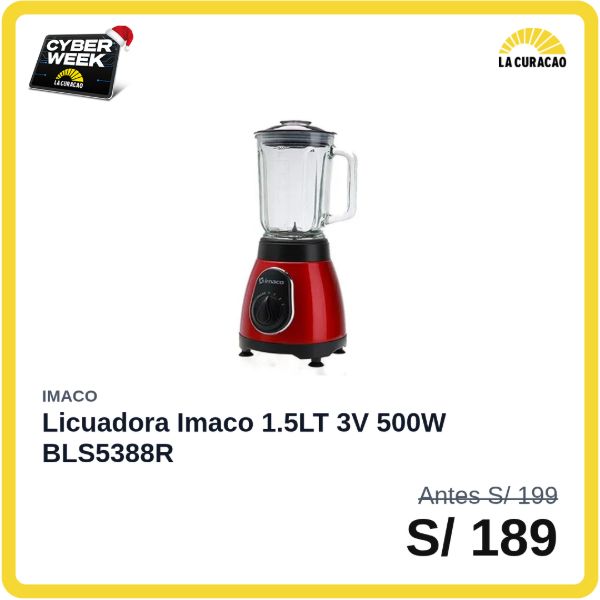 CYBER
WEEK
LA CURACAO
LA CURACAO
imaco
IMACO
Licuadora Imaco 1.5LT 3V 500W
BLS5388R
Antes S/ 199
S/ 189